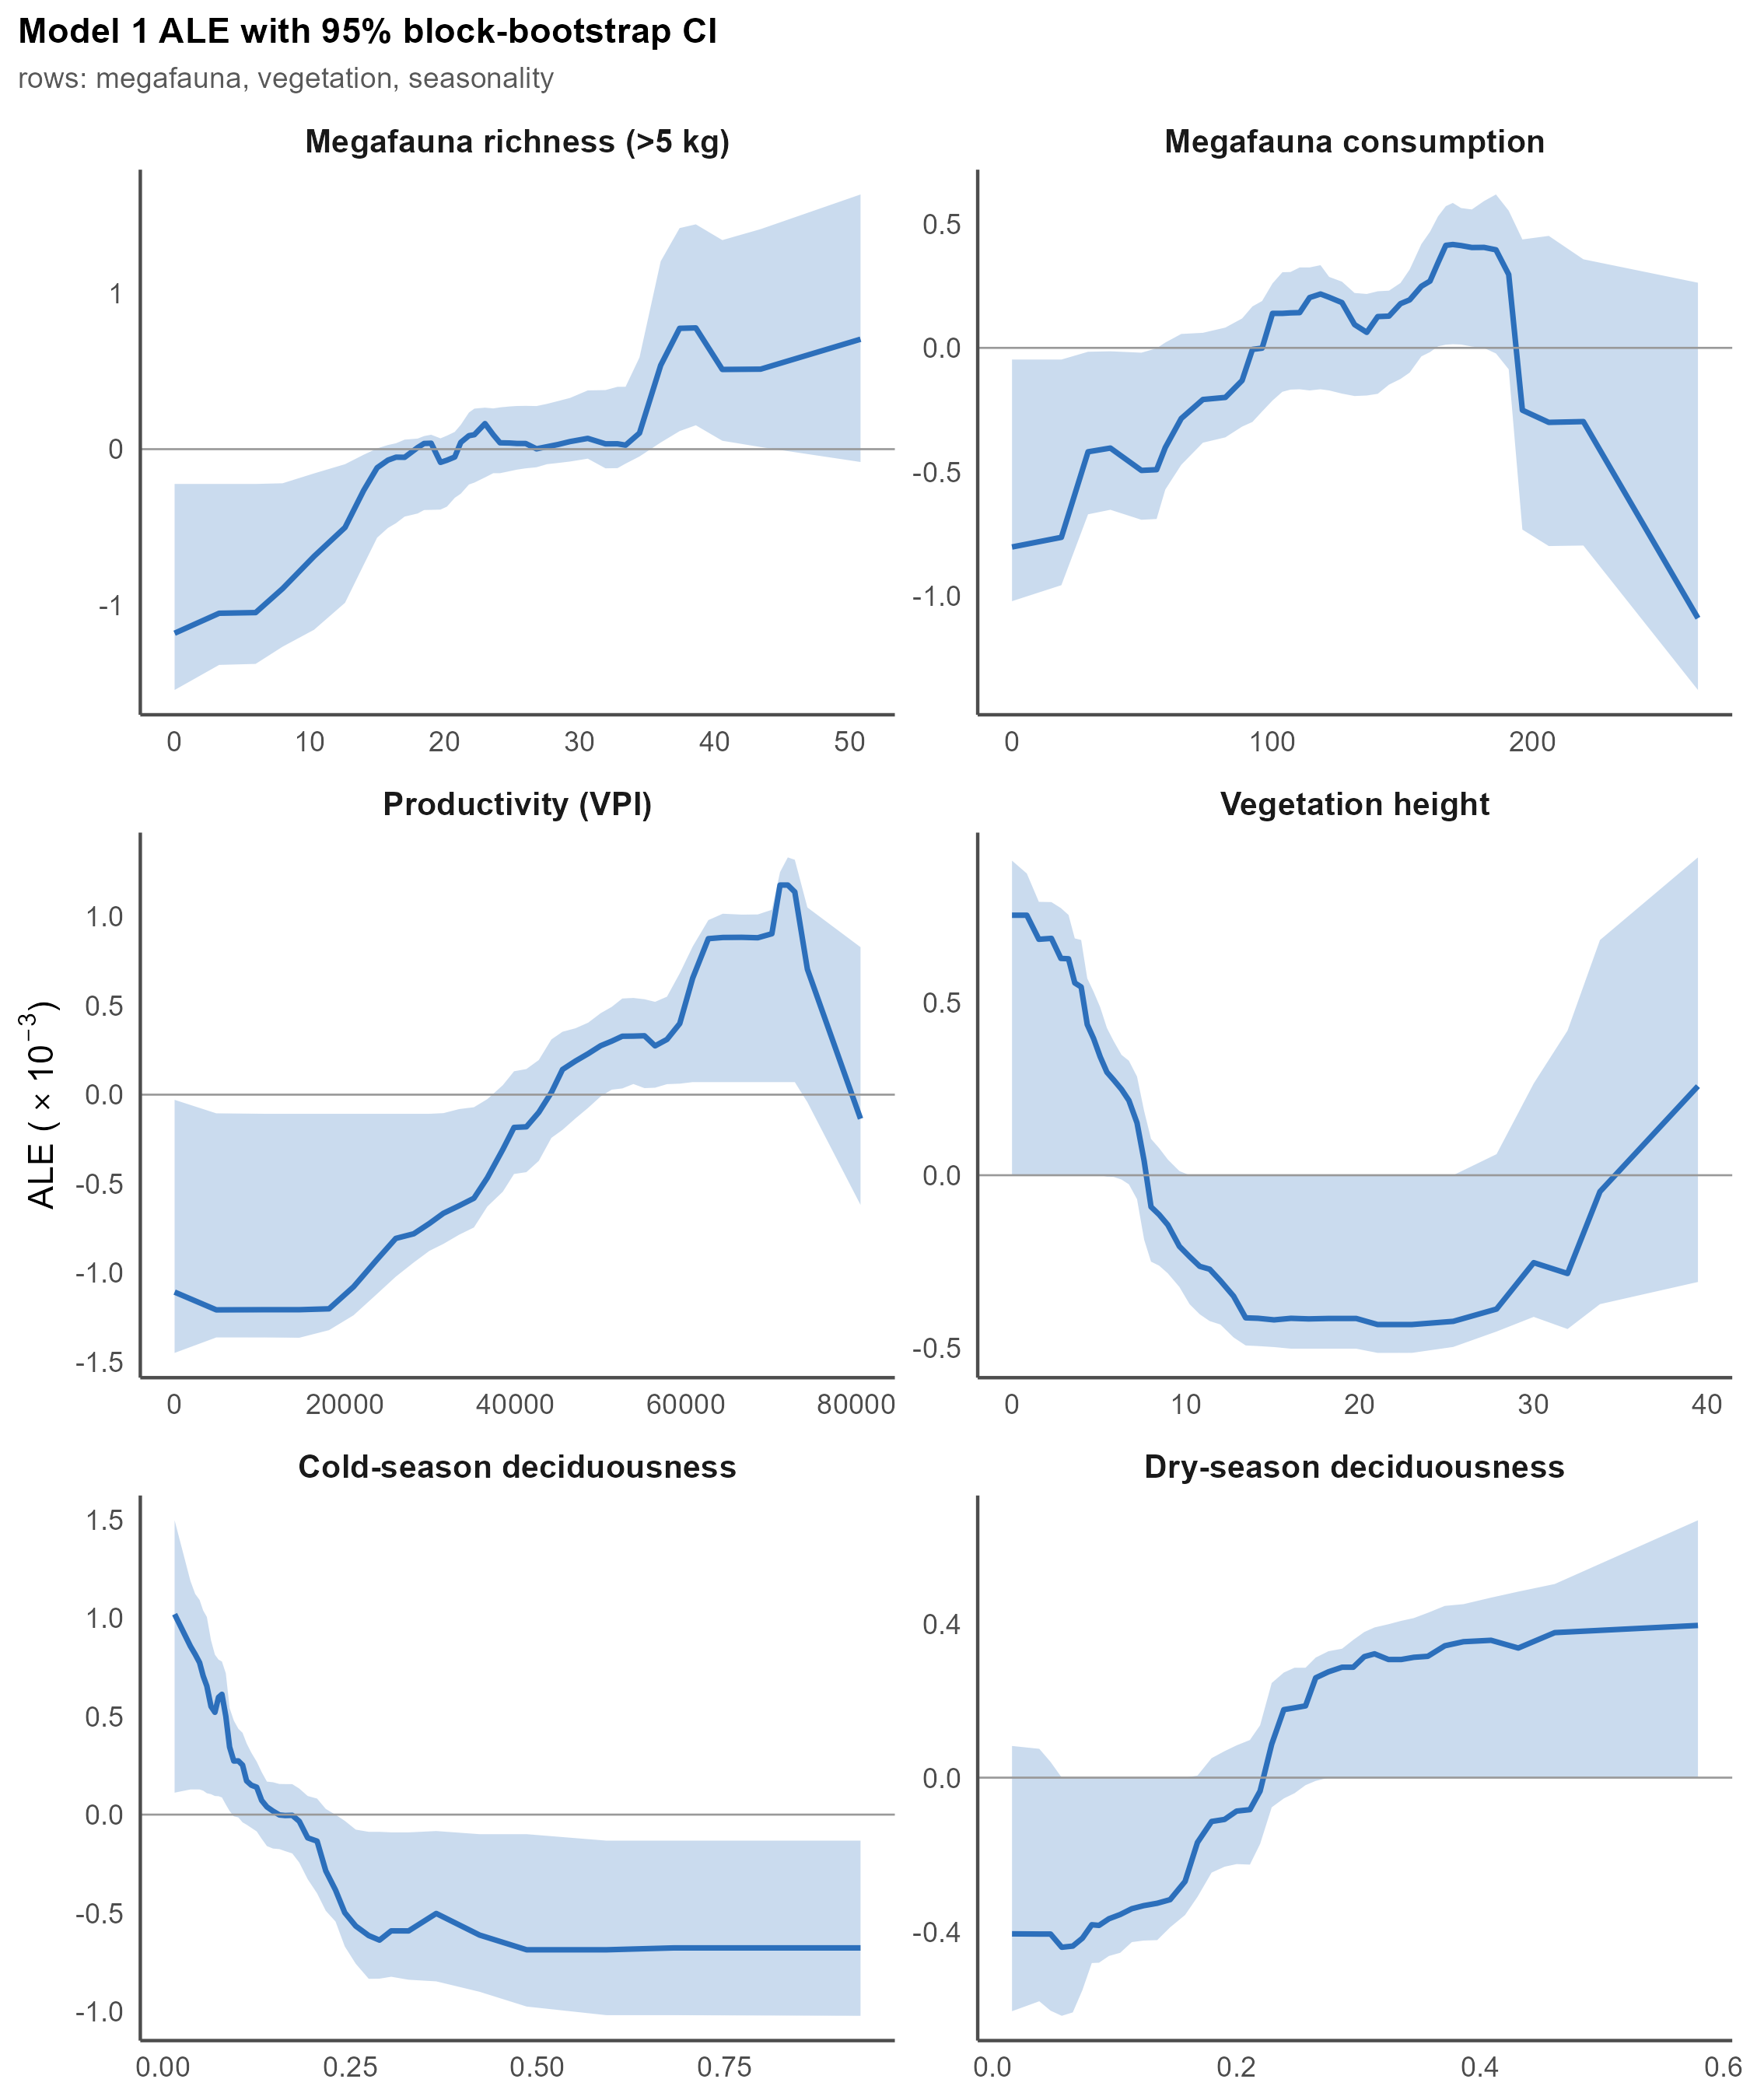 Model 1 ALE with 95% block-bootstrap CI
rows: megafauna, vegetation, seasonality
Megafauna richness (>5 kg)
1
0
-1
0 10 20 30 40 50
Megafauna consumption
0.5
0.0
-0.5
-1.0
0 100 200
ALE (× 10⁻³)
Productivity (VPI)
1.0
0.5
0.0
-0.5
-1.0
-1.5
0 20000 40000 60000 80000
Vegetation height
0.5
0.0
-0.5
0 10 20 30 40
Cold-season deciduousness
1.5
1.0
0.5
0.0
-0.5
-1.0
0.00 0.25 0.50 0.75
Dry-season deciduousness
0.4
0.0
-0.4
0.0 0.2 0.4 0.6